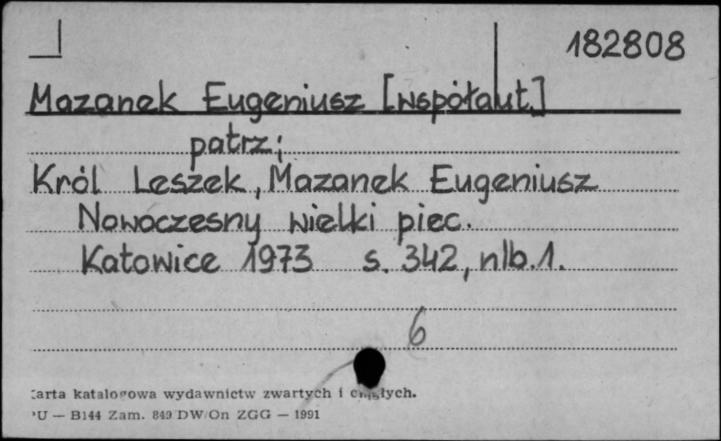 182808
Mazanek Eugeniusz [współaut.]
patrz;
Król Leszek, Mazanek Eugeniusz
Nowoczesny wielki piec.
Katowice 1973 s. 342, nlb. 1.
6
Karta katalogowa wydawnictw zwartych i ciągłych.
PU — B144 Zam. 849 DW/On ZGG — 1991